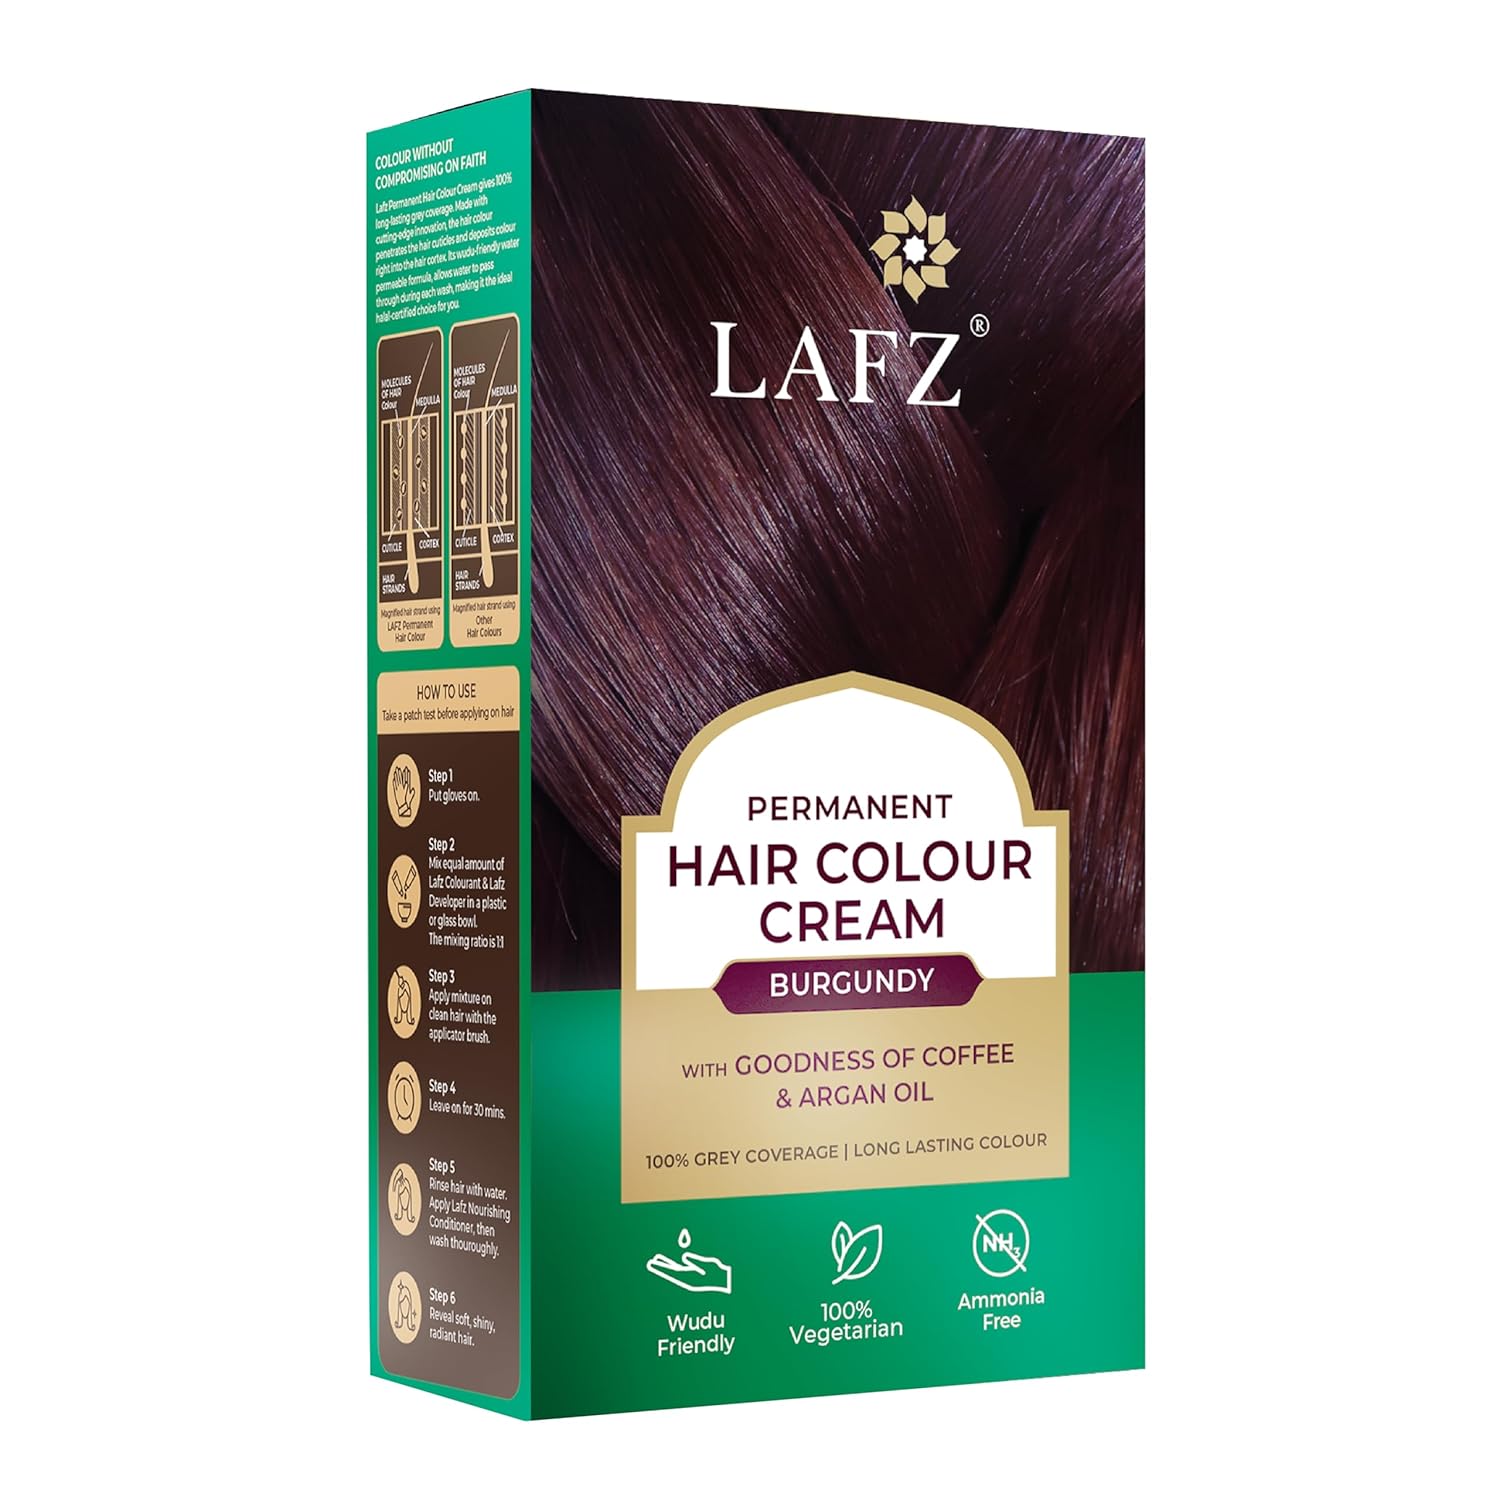 COLOUR WITHOUT
COMPROMISING ON FAITH
Lafz Permanent Hair Colour Cream gives 100%
long-lasting grey coverage. Made with
cutting-edge innovation, the hair colour
penetrates the hair cuticles and deposits colour
right into the hair cortex. Its wudu-friendly water
permeable formula, allows water to pass
through during each wash, making it the ideal
halal-certified choice for you.
MOLECULES
OF HAIR
Colour
MEDULLA
CUTICLE
CORTEX
HAIR
STRANDS
Magnified hair strand using
LAFZ Permanent
Hair Colour
MOLECULES
OF HAIR
Colour
MEDULLA
CUTICLE
CORTEX
HAIR
STRANDS
Magnified hair strand using
Other
Hair Colours
HOW TO USE
Take a patch test before applying on hair
Step 1
Put gloves on.
Step 2
Mix equal amount of
Lafz Colourant & Lafz
Developer in a plastic
or glass bowl.
The mixing ratio is 1:1
Step 3
Apply mixture on
clean hair with the
applicator brush.
Step 4
Leave on for 30 mins.
Step 5
Rinse hair with water.
Apply Lafz Nourishing
Conditioner, then
wash thouroughly.
Step 6
Reveal soft, shiny,
radiant hair.
LAFZ®
PERMANENT
HAIR COLOUR
CREAM
BURGUNDY
WITH GOODNESS OF COFFEE
& ARGAN OIL
100% GREY COVERAGE | LONG LASTING COLOUR
NH3
Wudu
Friendly
100%
Vegetarian
Ammonia
Free